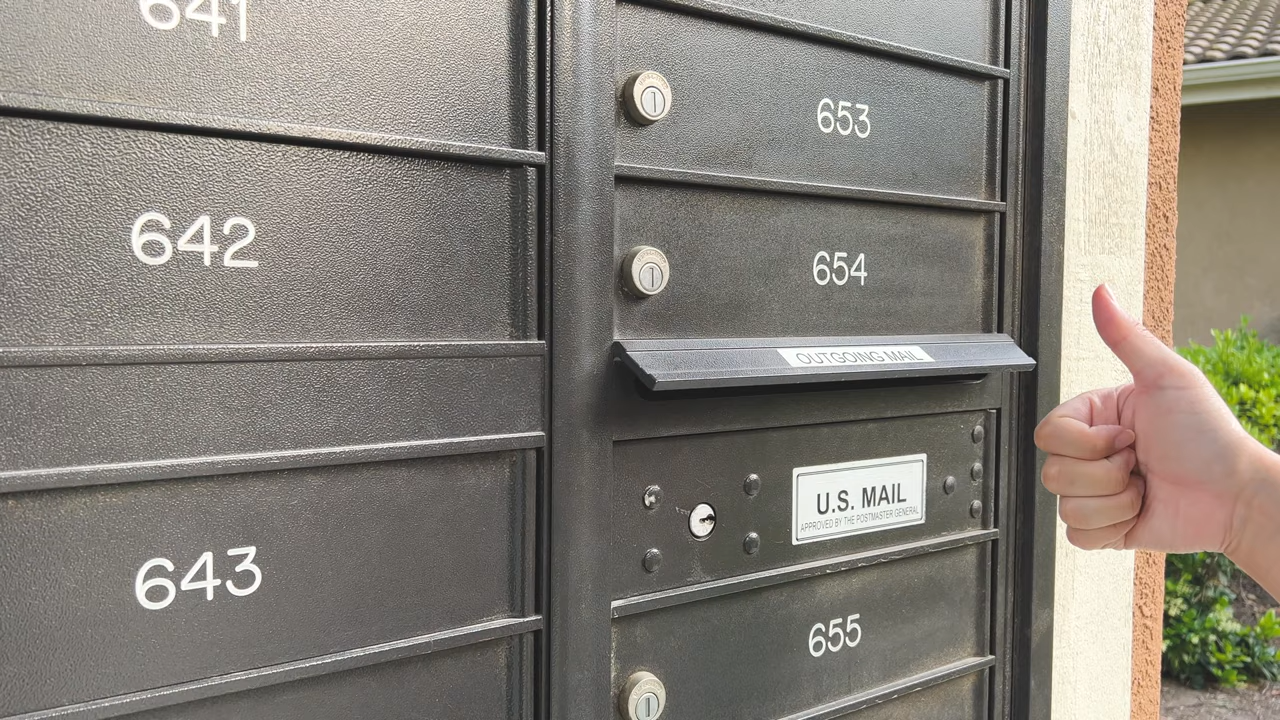 641
642
643
653
654
OUTGOING MAIL
U.S. MAIL
APPROVED BY THE POSTMASTER GENERAL
655